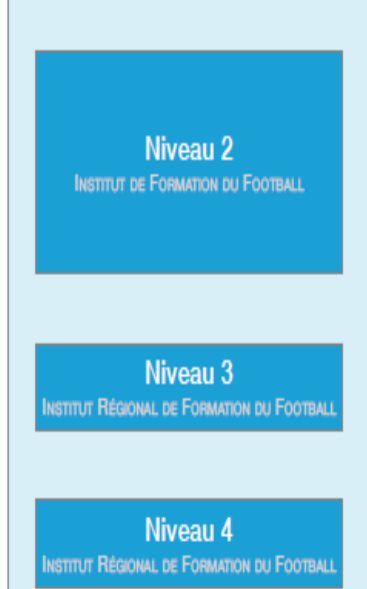 Niveau 2
Institut de Formation du Football
Niveau 3
Institut Régional de Formation du Football
Niveau 4
Institut Régional de Formation du Football